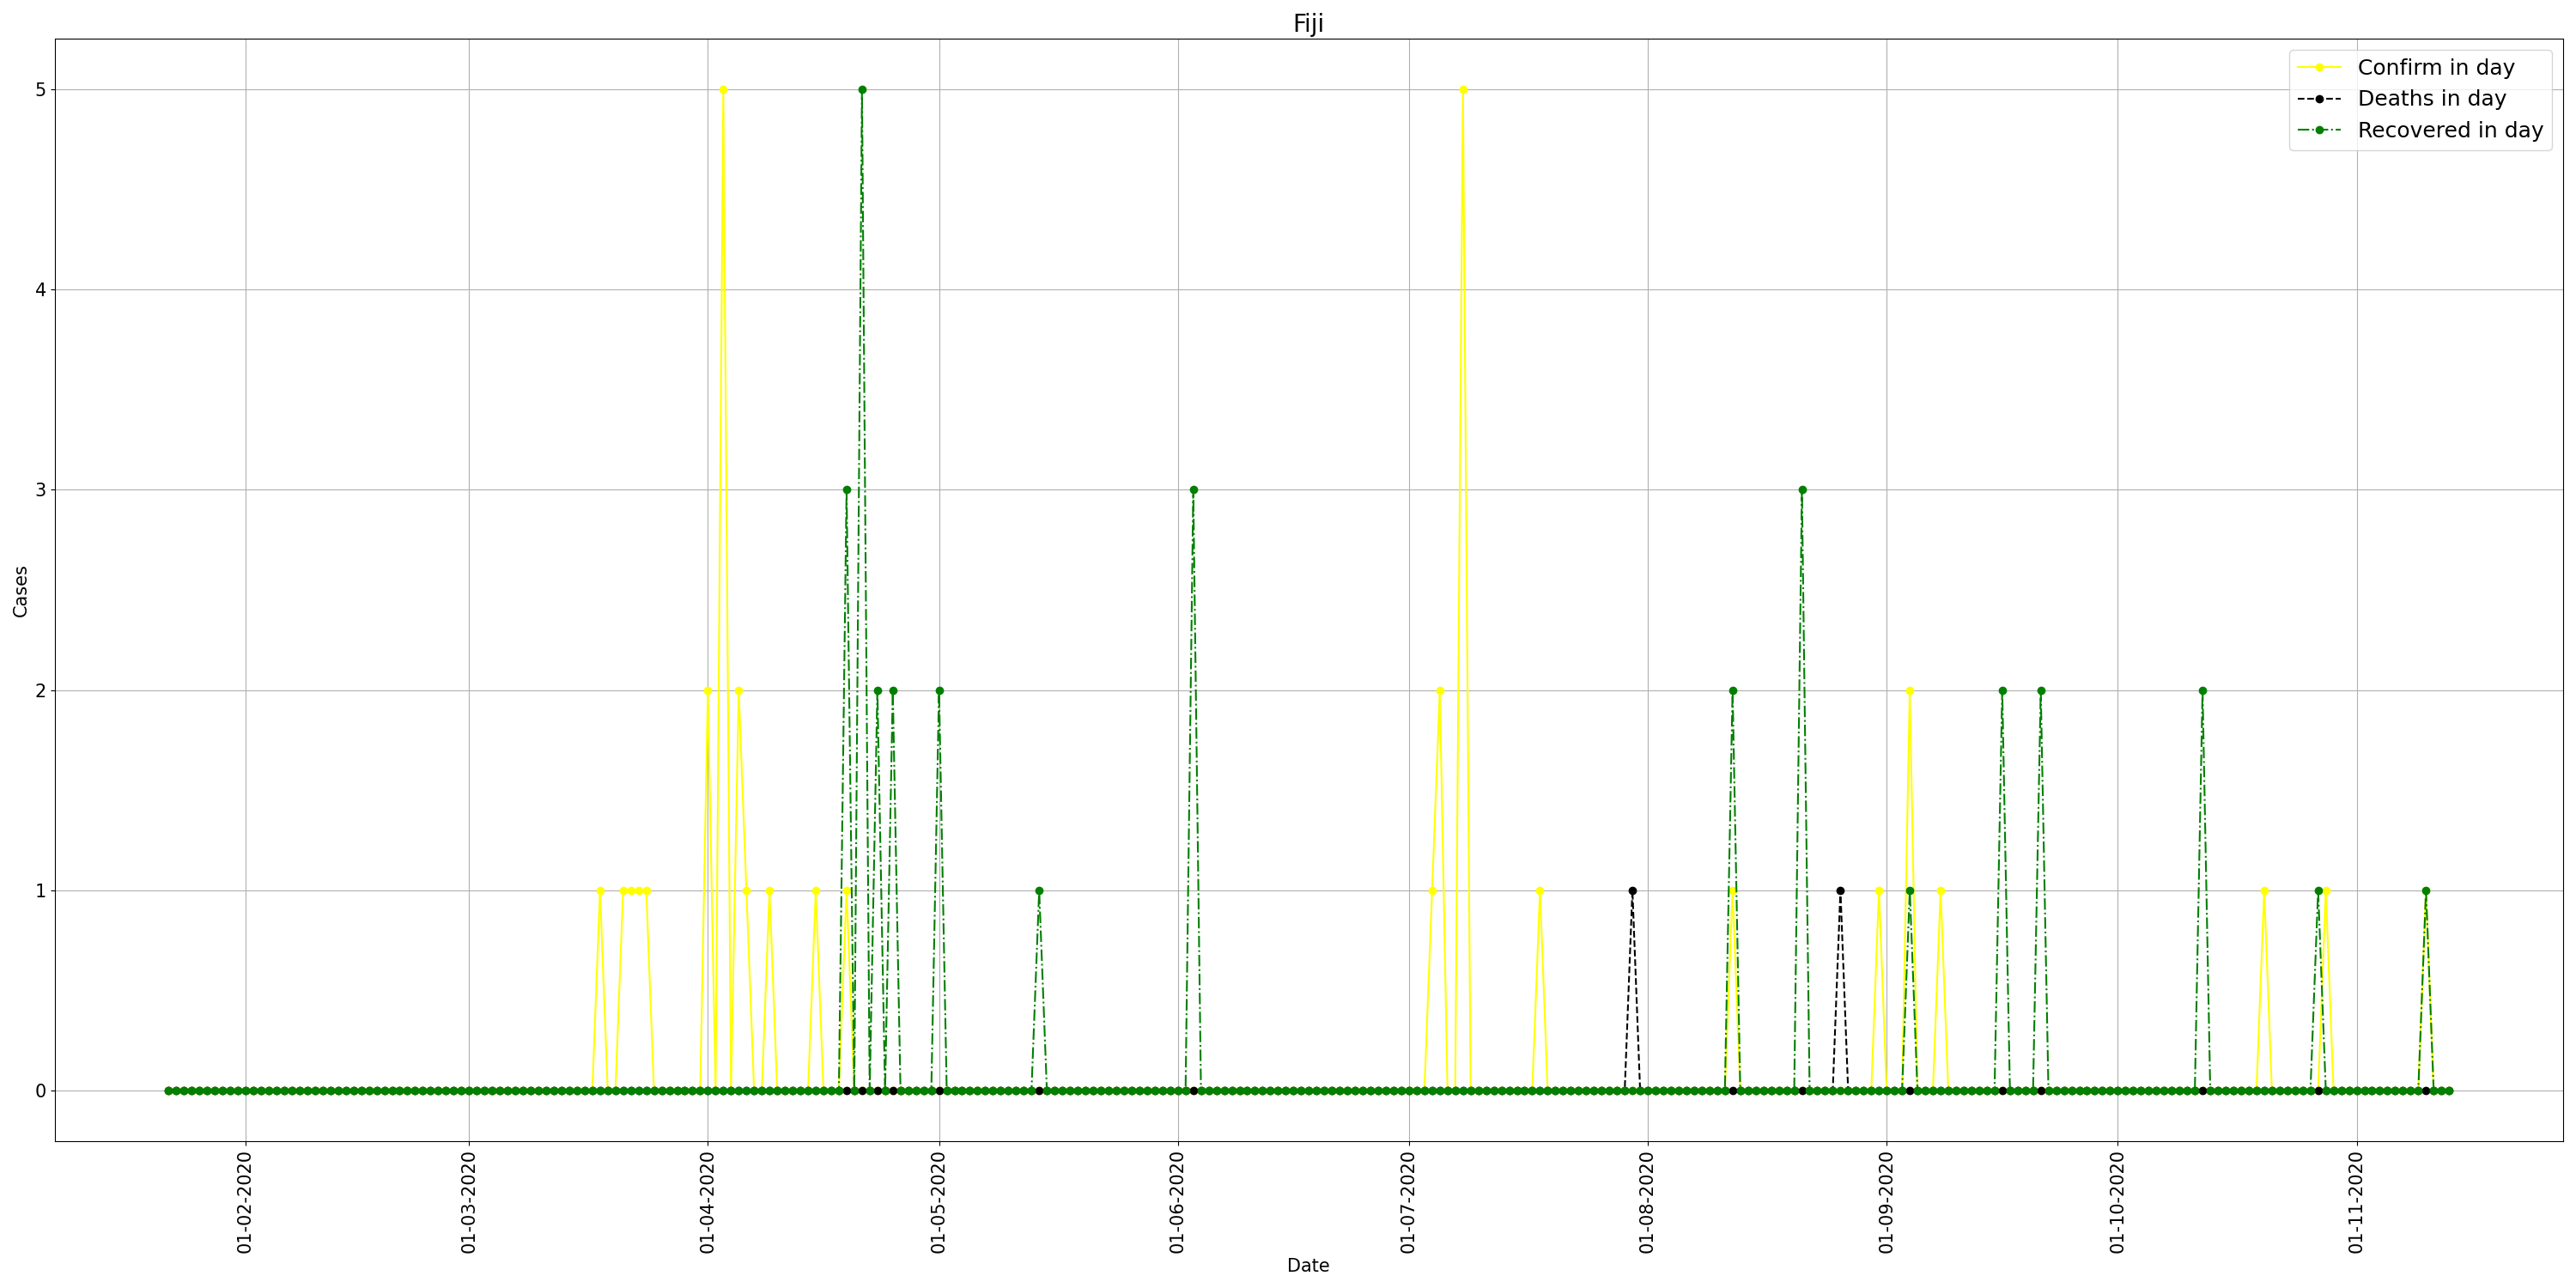 Fiji
Confirm in day
Deaths in day
Recovered in day
5
4
3
2
1
0
Cases
01-02-2020
01-03-2020
01-04-2020
01-05-2020
01-06-2020
01-07-2020
01-08-2020
01-09-2020
01-10-2020
01-11-2020
Date